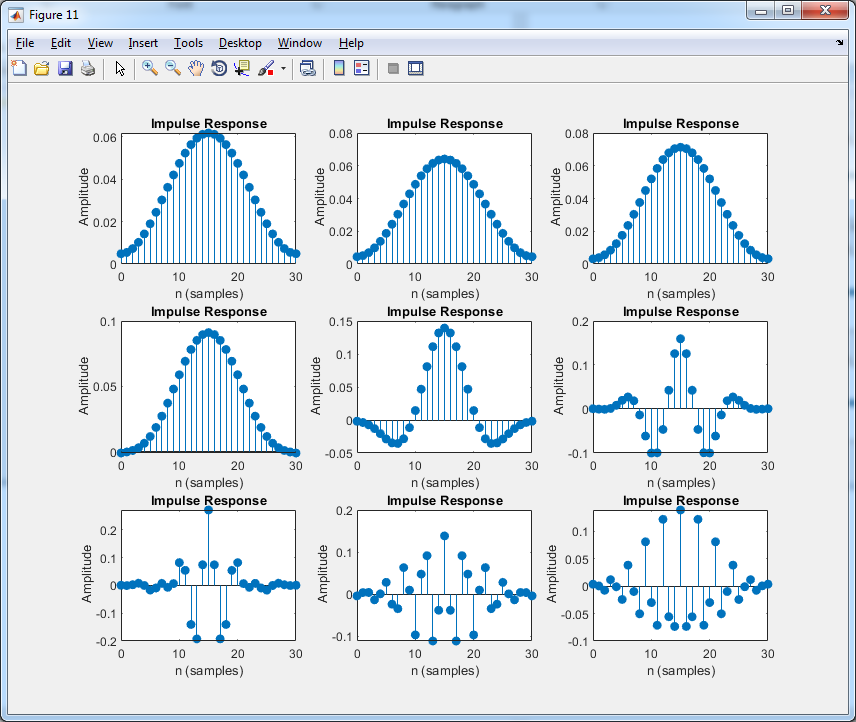 Figure 11
File Edit View Insert Tools Desktop Window Help
Impulse Response Impulse Response Impulse Response
0.06 0.04 0.02 0
Amplitude
0 10 20 30
n (samples)
0.08 0.06 0.04 0.02 0
Amplitude
0 10 20 30
n (samples)
0.08 0.06 0.04 0.02 0
Amplitude
0 10 20 30
n (samples)
Impulse Response Impulse Response Impulse Response
0.1 0.05 0
Amplitude
0 10 20 30
n (samples)
0.15 0.1 0.05 0 -0.05
Amplitude
0 10 20 30
n (samples)
0.2 0.1 0 -0.1
Amplitude
0 10 20 30
n (samples)
Impulse Response Impulse Response Impulse Response
0.2 0.1 0 -0.1 -0.2
Amplitude
0 10 20 30
n (samples)
0.2 0.1 0 -0.1
Amplitude
0 10 20 30
n (samples)
0.1 0.05 0 -0.05 -0.1
Amplitude
0 10 20 30
n (samples)